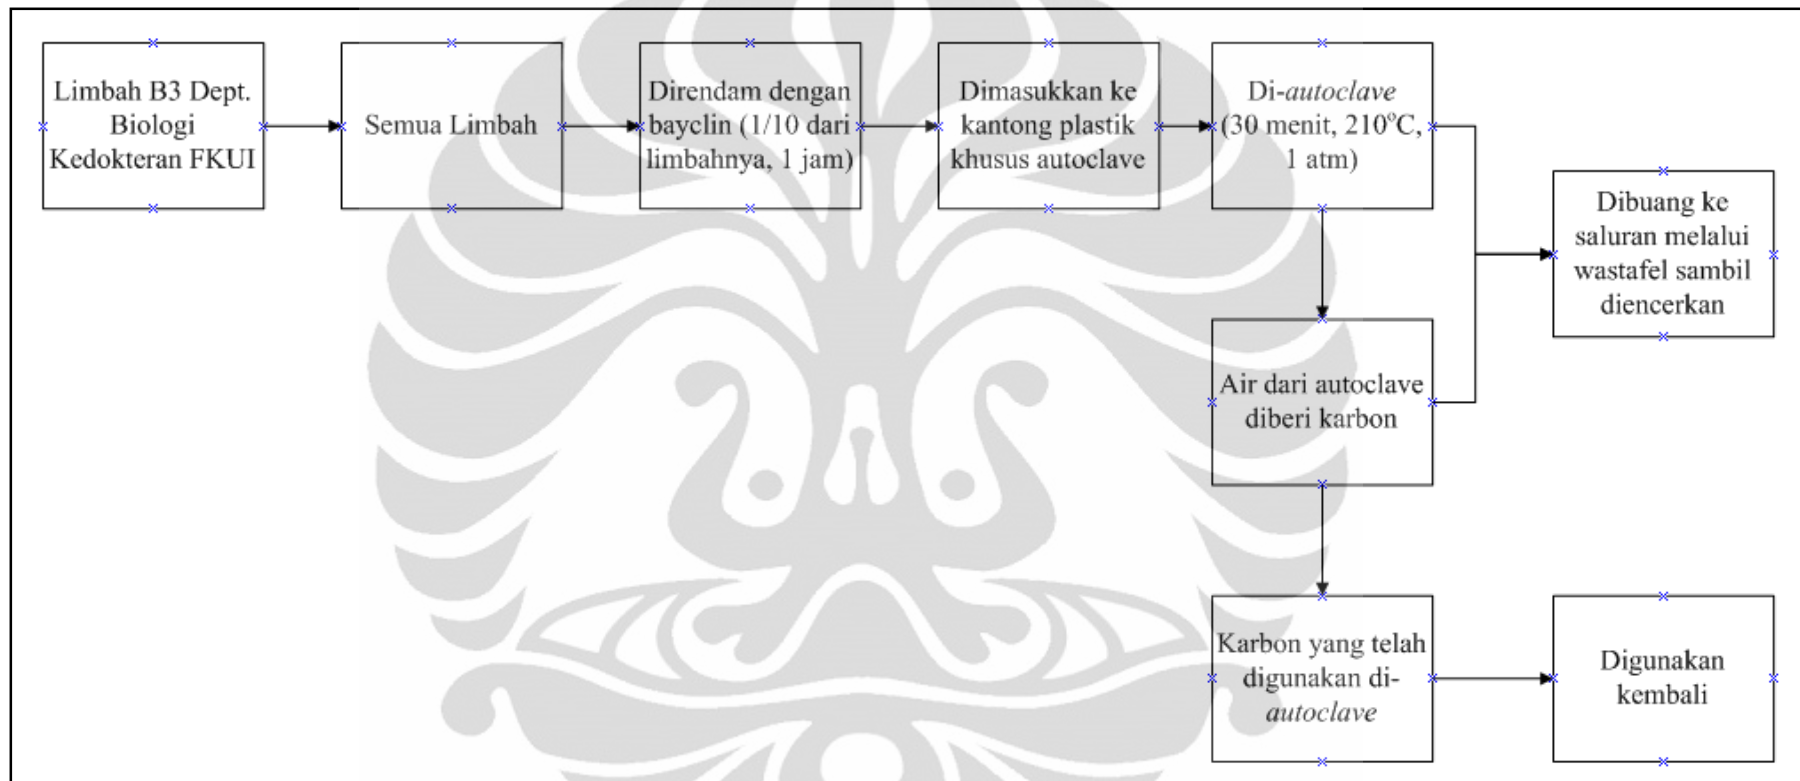 Limbah B3 Dept.
Biologi
Kedokteran FKUI
Semua Limbah
Direndam dengan
bayclin (1/10 dari
limbahnya, 1 jam)
Dimasukkan ke
kantong plastik
khusus autoclave
Di-autoclave
(30 menit, 210°C,
1 atm)
Dibuang ke
saluran melalui
wastafel sambil
diencerkan
Air dari autoclave
diberi karbon
Karbon yang telah
digunakan di-
autoclave
Digunakan
kembali